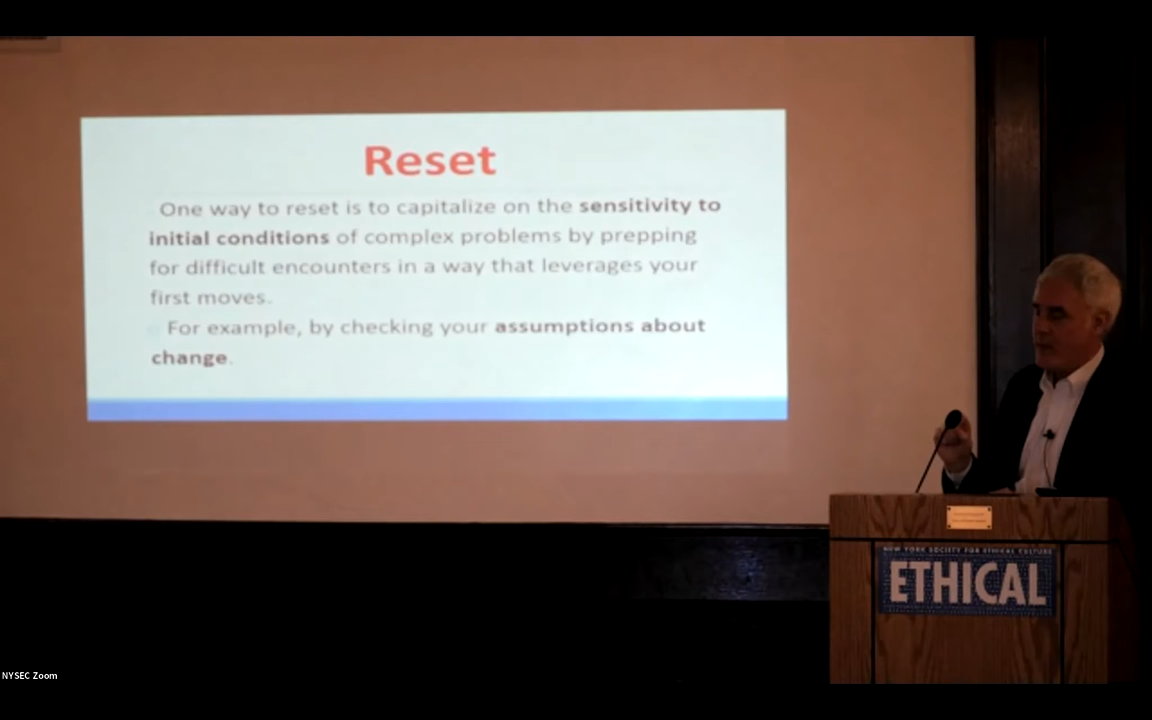 Reset
One way to reset is to capitalize on the sensitivity to
initial conditions of complex problems by prepping
for difficult encounters in a way that leverages your
first moves.
For example, by checking your assumptions about
change.
NEW YORK SOCIETY FOR ETHICAL CULTURE
ETHICAL
NYSEC Zoom